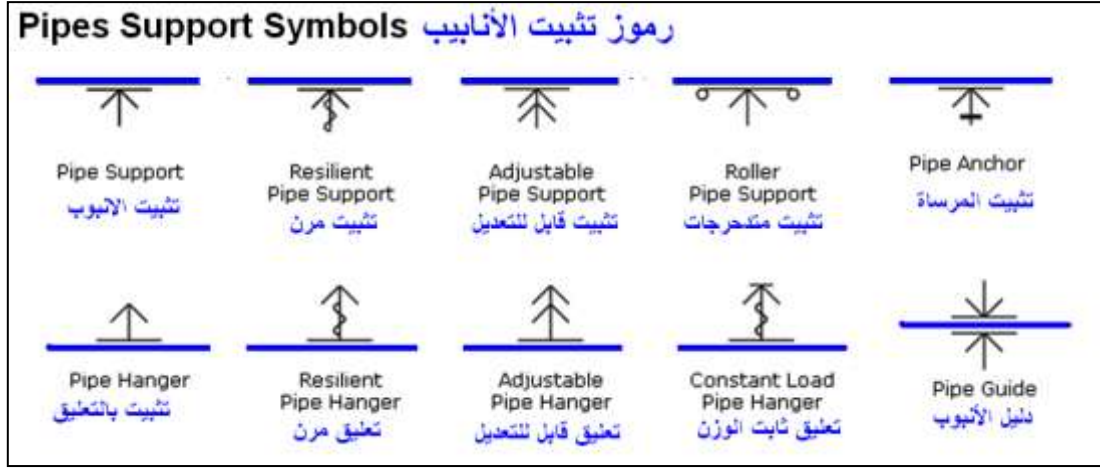 Pipes Support Symbols رموز تثبيت الأنابيب
Pipe Support
تثبيت الانبوب
Resilient
Pipe Support
تثبيت مرن
Adjustable
Pipe Support
تثبيت قابل للتعديل
Roller
Pipe Support
تثبيت متدحرجات
Pipe Anchor
تثبيت المرساة
Pipe Hanger
تثبيت بالتعليق
Resilient
Pipe Hanger
تعليق مرن
Adjustable
Pipe Hanger
تعليق قابل للتعديل
Constant Load
Pipe Hanger
تعليق ثابت الوزن
Pipe Guide
دليل الأنبوب